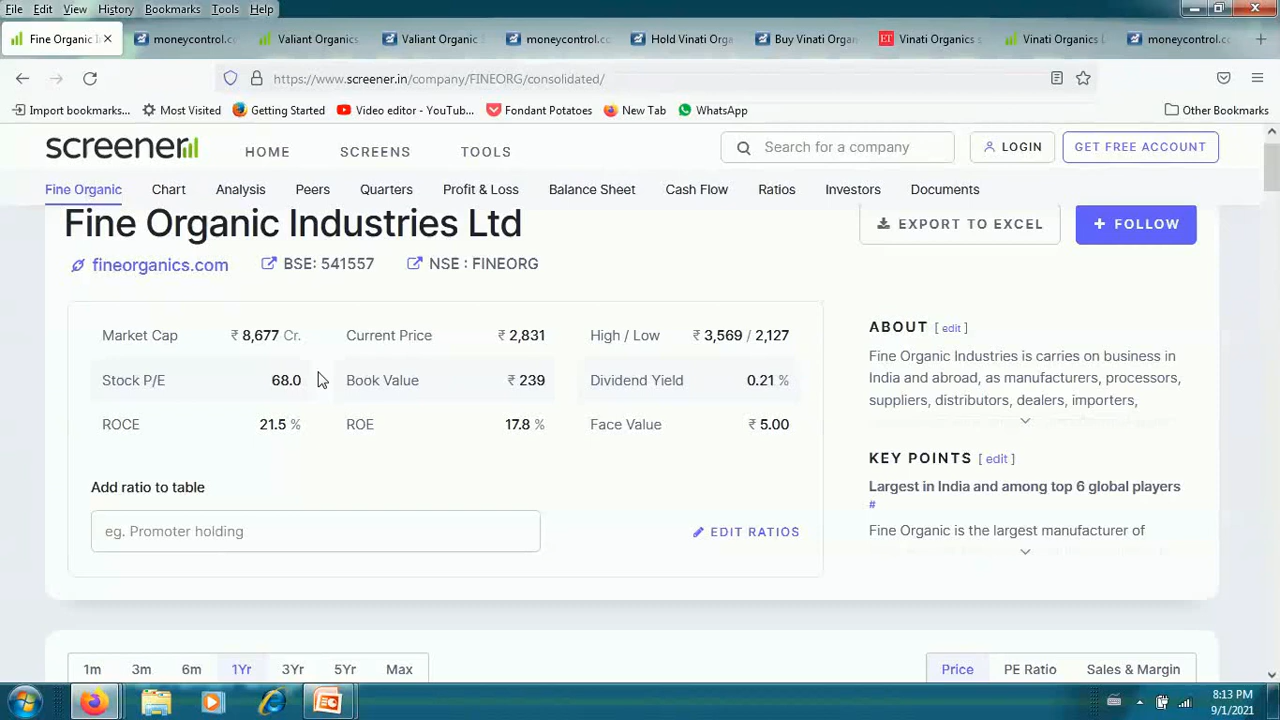 File Edit View History Bookmarks Tools Help
Fine Organic I
moneycontrol.c
Valiant Organics
Valiant Organic
moneycontrol.co
Hold Vinati Orga
Buy Vinati Organ
ET Vinati Organics s
Vinati Organics L
moneycontrol.co
https://www.screener.in/company/FINEORG/consolidated/
Import bookmarks... Most Visited Getting Started Video editor - YouTub... Fondant Potatoes New Tab WhatsApp Other Bookmarks
screener HOME SCREENS TOOLS Search for a company LOGIN GET FREE ACCOUNT
Fine Organic Chart Analysis Peers Quarters Profit & Loss Balance Sheet Cash Flow Ratios Investors Documents
Fine Organic Industries Ltd
EXPORT TO EXCEL + FOLLOW
fineorganics.com BSE: 541557 NSE : FINEORG
Market Cap ₹ 8,677 Cr. Current Price ₹ 2,831 High / Low ₹ 3,569 / 2,127
Stock P/E 68.0 Book Value ₹ 239 Dividend Yield 0.21 %
ROCE 21.5 % ROE 17.8 % Face Value ₹ 5.00
Add ratio to table
eg. Promoter holding EDIT RATIOS
ABOUT [ edit ]
Fine Organic Industries is carries on business in
India and abroad, as manufacturers, processors,
suppliers, distributors, dealers, importers,
KEY POINTS [ edit ]
Largest in India and among top 6 global players
#
Fine Organic is the largest manufacturer of
1m 3m 6m 1Yr 3Yr 5Yr Max Price PE Ratio Sales & Margin
8:13 PM
9/1/2021